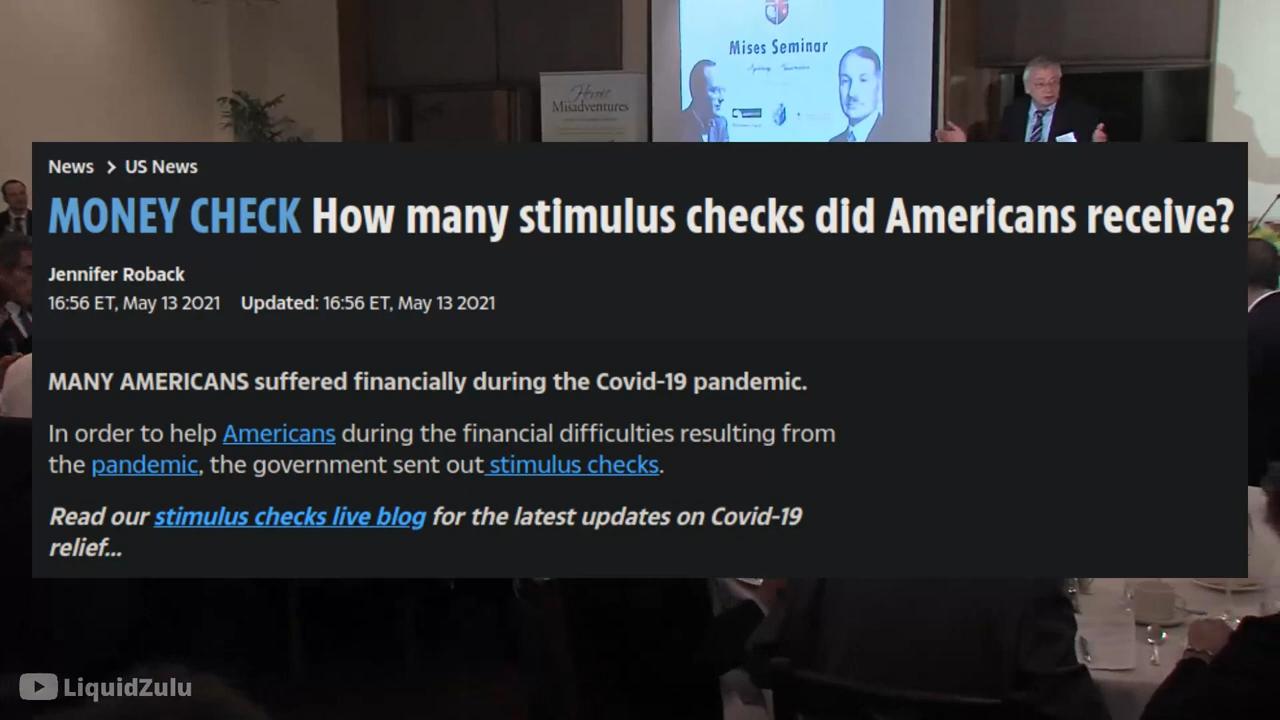 Mises Seminar
Heroic
Misadventures
News > US News
MONEY CHECK How many stimulus checks did Americans receive?
Jennifer Roback
16:56 ET, May 13 2021 Updated: 16:56 ET, May 13 2021
MANY AMERICANS suffered financially during the Covid-19 pandemic.
In order to help Americans during the financial difficulties resulting from
the pandemic, the government sent out stimulus checks.
Read our stimulus checks live blog for the latest updates on Covid-19
relief...
LiquidZulu